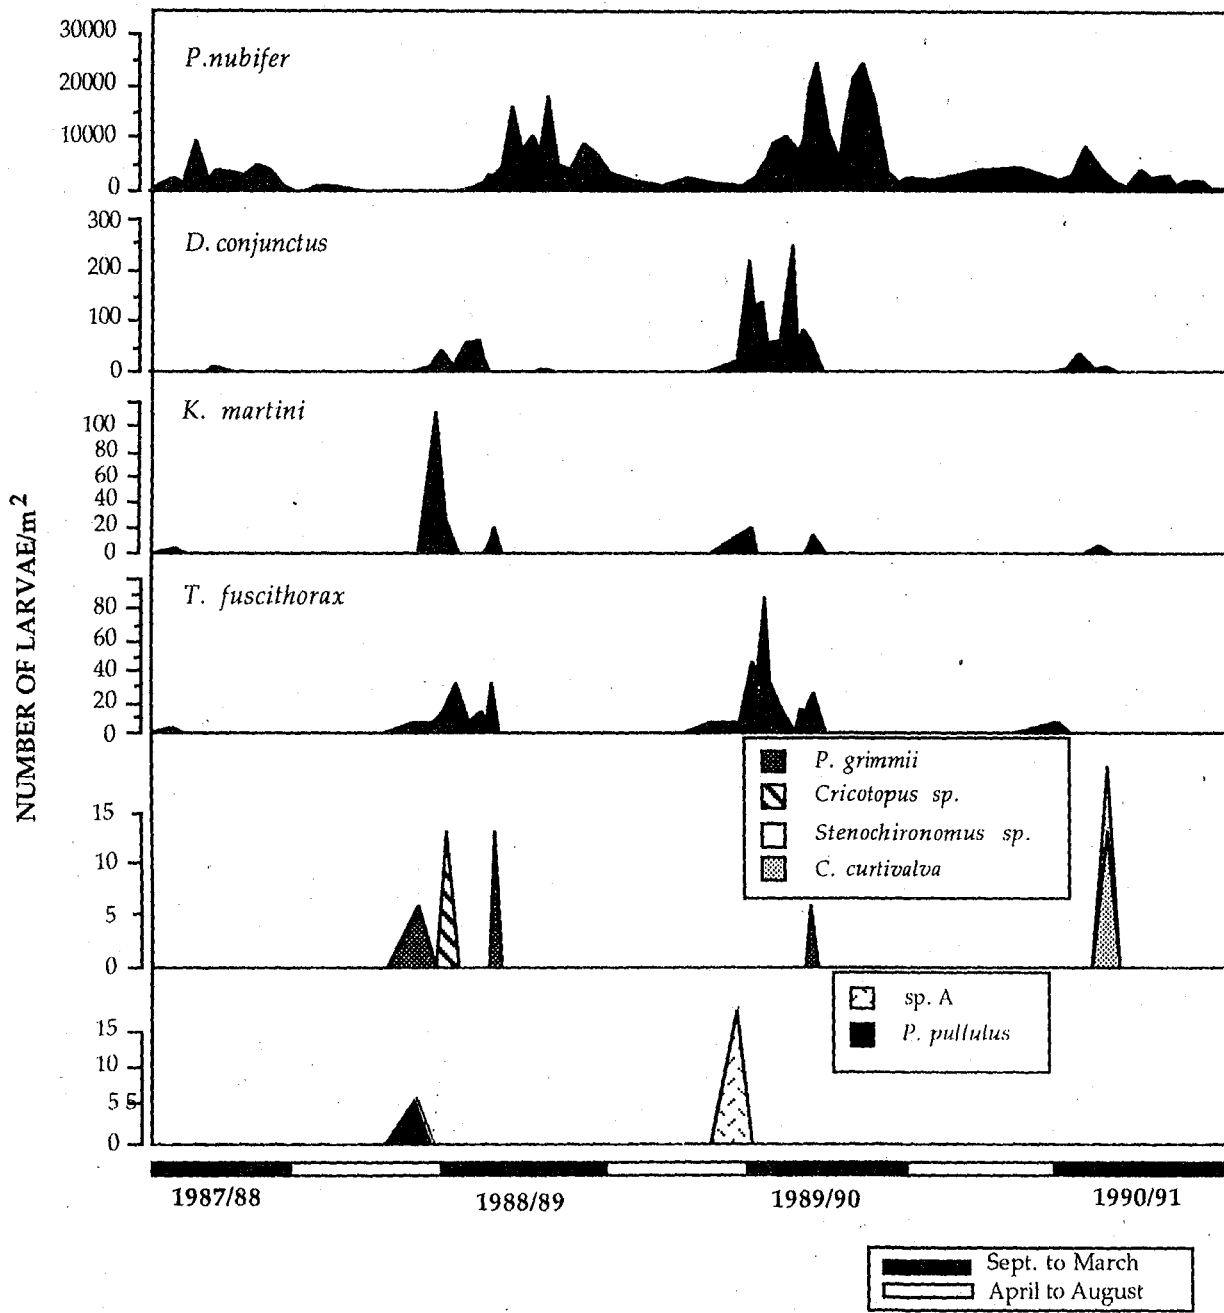 30000
20000
10000
0
P.nubifer
300
200
100
0
D. conjunctus
100
80
60
40
20
0
K. martini
80
60
40
20
0
T. fuscithorax
NUMBER OF LARVAE/m²
P. grimmii
Cricotopus sp.
Stenochironomus sp.
C. curtivalva
15
10
5
0
sp. A
P. pullulus
15
10
5 5
0
1987/88
1988/89
1989/90
1990/91
Sept. to March
April to August